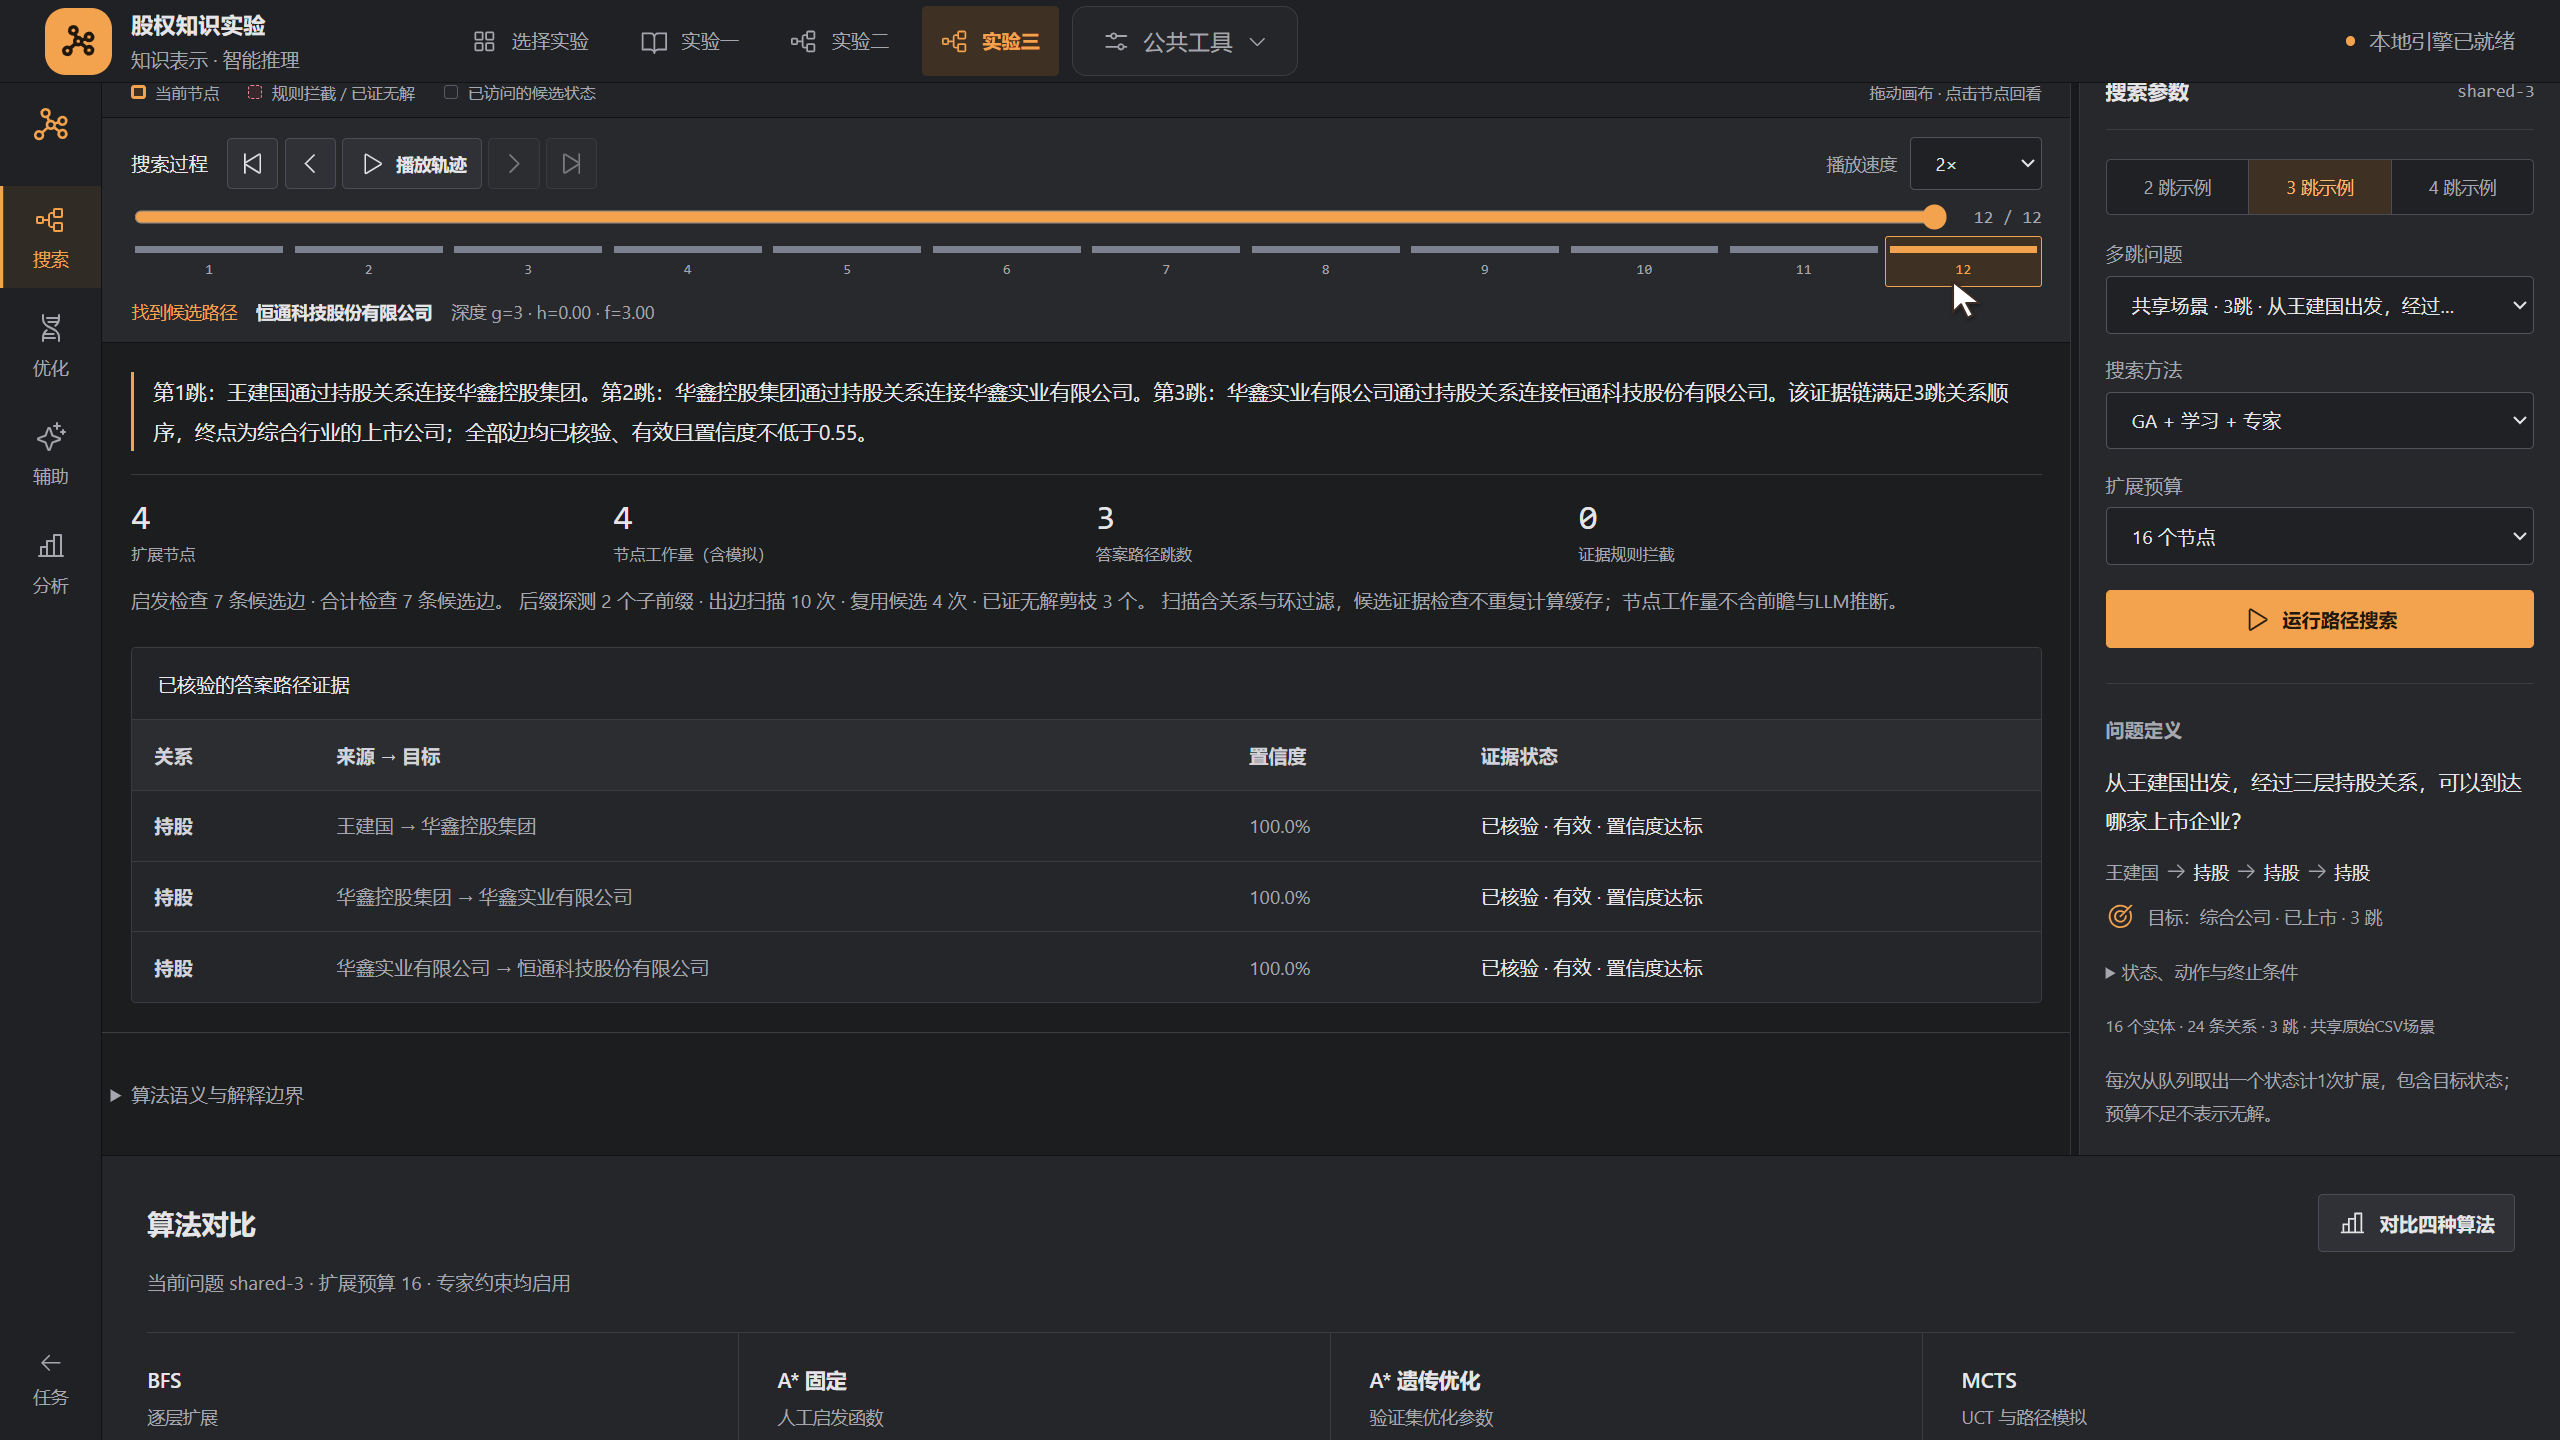 股权知识实验
知识表示 · 智能推理
选择实验
实验一
实验二
实验三
公共工具
本地引擎已就绪
搜索
优化
辅助
分析
任务
当前节点
规则拦截 / 已证无解
已访问的候选状态
拖动画布 · 点击节点回看
搜索过程
播放轨迹
播放速度
2×
12 / 12
1
2
3
4
5
6
7
8
9
10
11
12
找到候选路径 恒通科技股份有限公司 深度 g=3 · h=0.00 · f=3.00
第1跳：王建国通过持股关系连接华鑫控股集团。第2跳：华鑫控股集团通过持股关系连接华鑫实业有限公司。第3跳：华鑫实业有限公司通过持股关系连接恒通科技股份有限公司。该证据链满足3跳关系顺
序，终点为综合行业的上市公司；全部边均已核验、有效且置信度不低于0.55。
4
扩展节点
4
节点工作量（含模拟）
3
答案路径跳数
0
证据规则拦截
启发检查 7 条候选边 · 合计检查 7 条候选边。 后缀探测 2 个子前缀 · 出边扫描 10 次 · 复用候选 4 次 · 已证无解剪枝 3 个。 扫描含关系与环过滤，候选证据检查不重复计算缓存；节点工作量不含前瞻与LLM推断。
已核验的答案路径证据
关系 来源 → 目标 置信度 证据状态
持股 王建国 → 华鑫控股集团 100.0% 已核验 · 有效 · 置信度达标
持股 华鑫控股集团 → 华鑫实业有限公司 100.0% 已核验 · 有效 · 置信度达标
持股 华鑫实业有限公司 → 恒通科技股份有限公司 100.0% 已核验 · 有效 · 置信度达标
算法语义与解释边界
搜索参数
shared-3
2 跳示例
3 跳示例
4 跳示例
多跳问题
共享场景 · 3跳 · 从王建国出发，经过...
搜索方法
GA + 学习 + 专家
扩展预算
16 个节点
运行路径搜索
问题定义
从王建国出发，经过三层持股关系，可以到达
哪家上市企业？
王建国 → 持股 → 持股 → 持股
目标：综合公司 · 已上市 · 3 跳
状态、动作与终止条件
16 个实体 · 24 条关系 · 3 跳 · 共享原始CSV场景
每次从队列取出一个状态计1次扩展，包含目标状态；
预算不足不表示无解。
算法对比
对比四种算法
当前问题 shared-3 · 扩展预算 16 · 专家约束均启用
BFS
逐层扩展
A* 固定
人工启发函数
A* 遗传优化
验证集优化参数
MCTS
UCT 与路径模拟